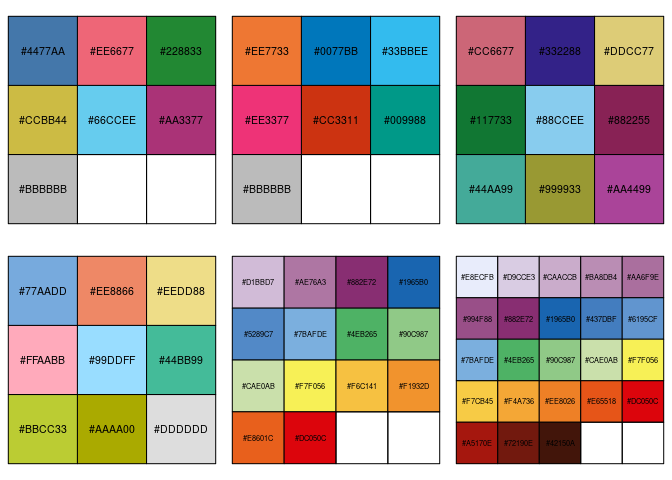 #4477AA #EE6677 #228833
#CCBB44 #66CCEE #AA3377
#BBBBBB
#EE7733 #0077BB #33BBEE
#EE3377 #CC3311 #009988
#BBBBBB
#CC6677 #332288 #DDCC77
#117733 #88CCEE #882255
#44AA99 #999933 #AA4499
#77AADD #EE8866 #EEDD88
#FFAABB #99DDFF #44BB99
#BBCC33 #AAAA00 #DDDDDD
#D1BBD7 #AE76A3 #882E72 #1965B0
#5289C7 #7BAFDE #4EB265 #90C987
#CAE0AB #F7F056 #F6C141 #F1932D
#E8601C #DC050C
#E8ECFB #D9CCE3 #CAACCB #BA8DB4 #AA6F9E
#994F88 #882E72 #1965B0 #437DBF #6195CF
#7BAFDE #4EB265 #90C987 #CAE0AB #F7F056
#F7CB45 #F4A736 #EE8026 #E65518 #DC050C
#A5170E #72190E #42150A